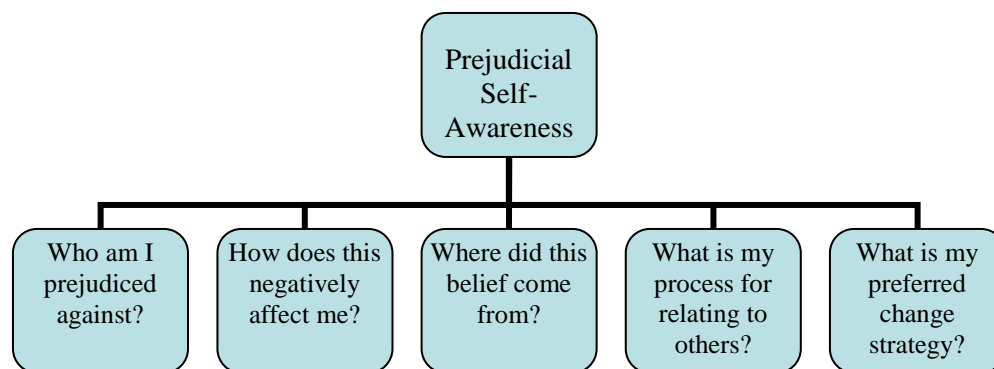 Prejudicial
Self-
Awareness
Who am I
prejudiced
against?
How does this
negatively
affect me?
Where did this
belief come
from?
What is my
process for
relating to
others?
What is my
preferred
change
strategy?